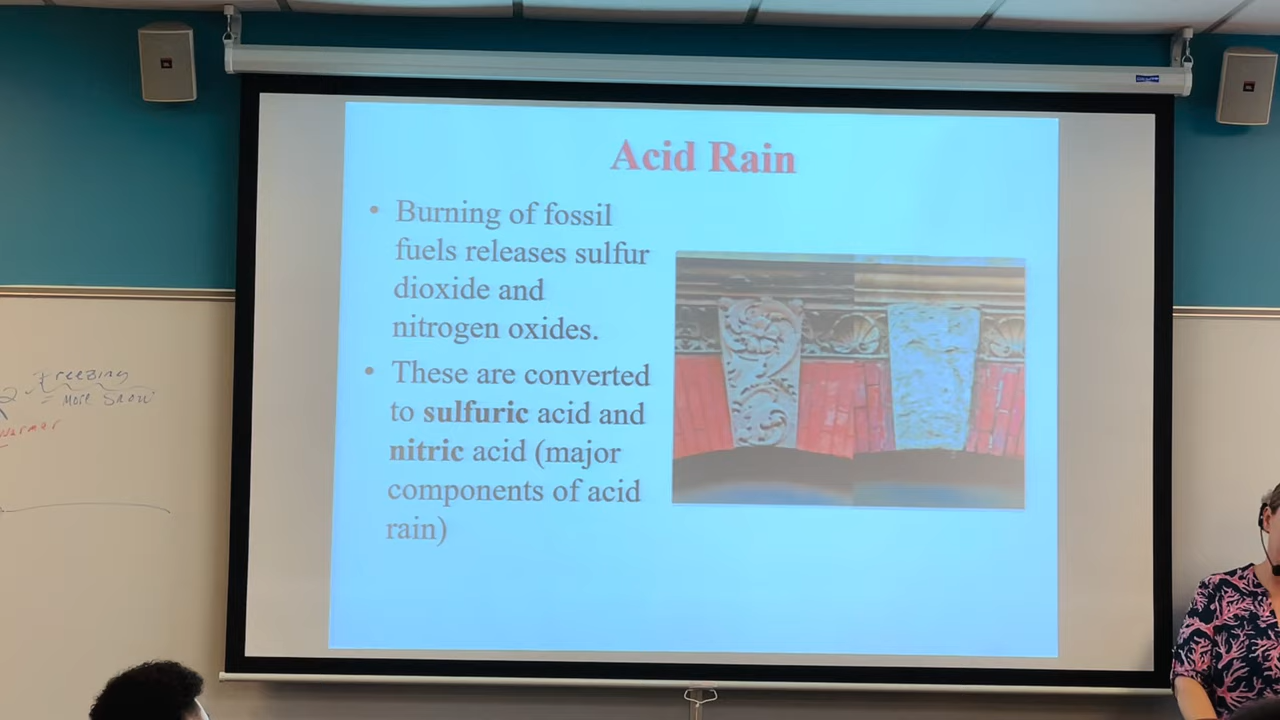 Acid Rain
• Burning of fossil
fuels releases sulfur
dioxide and
nitrogen oxides.
• These are converted
to sulfuric acid and
nitric acid (major
components of acid
rain)
Freezing
= More Snow
warmer